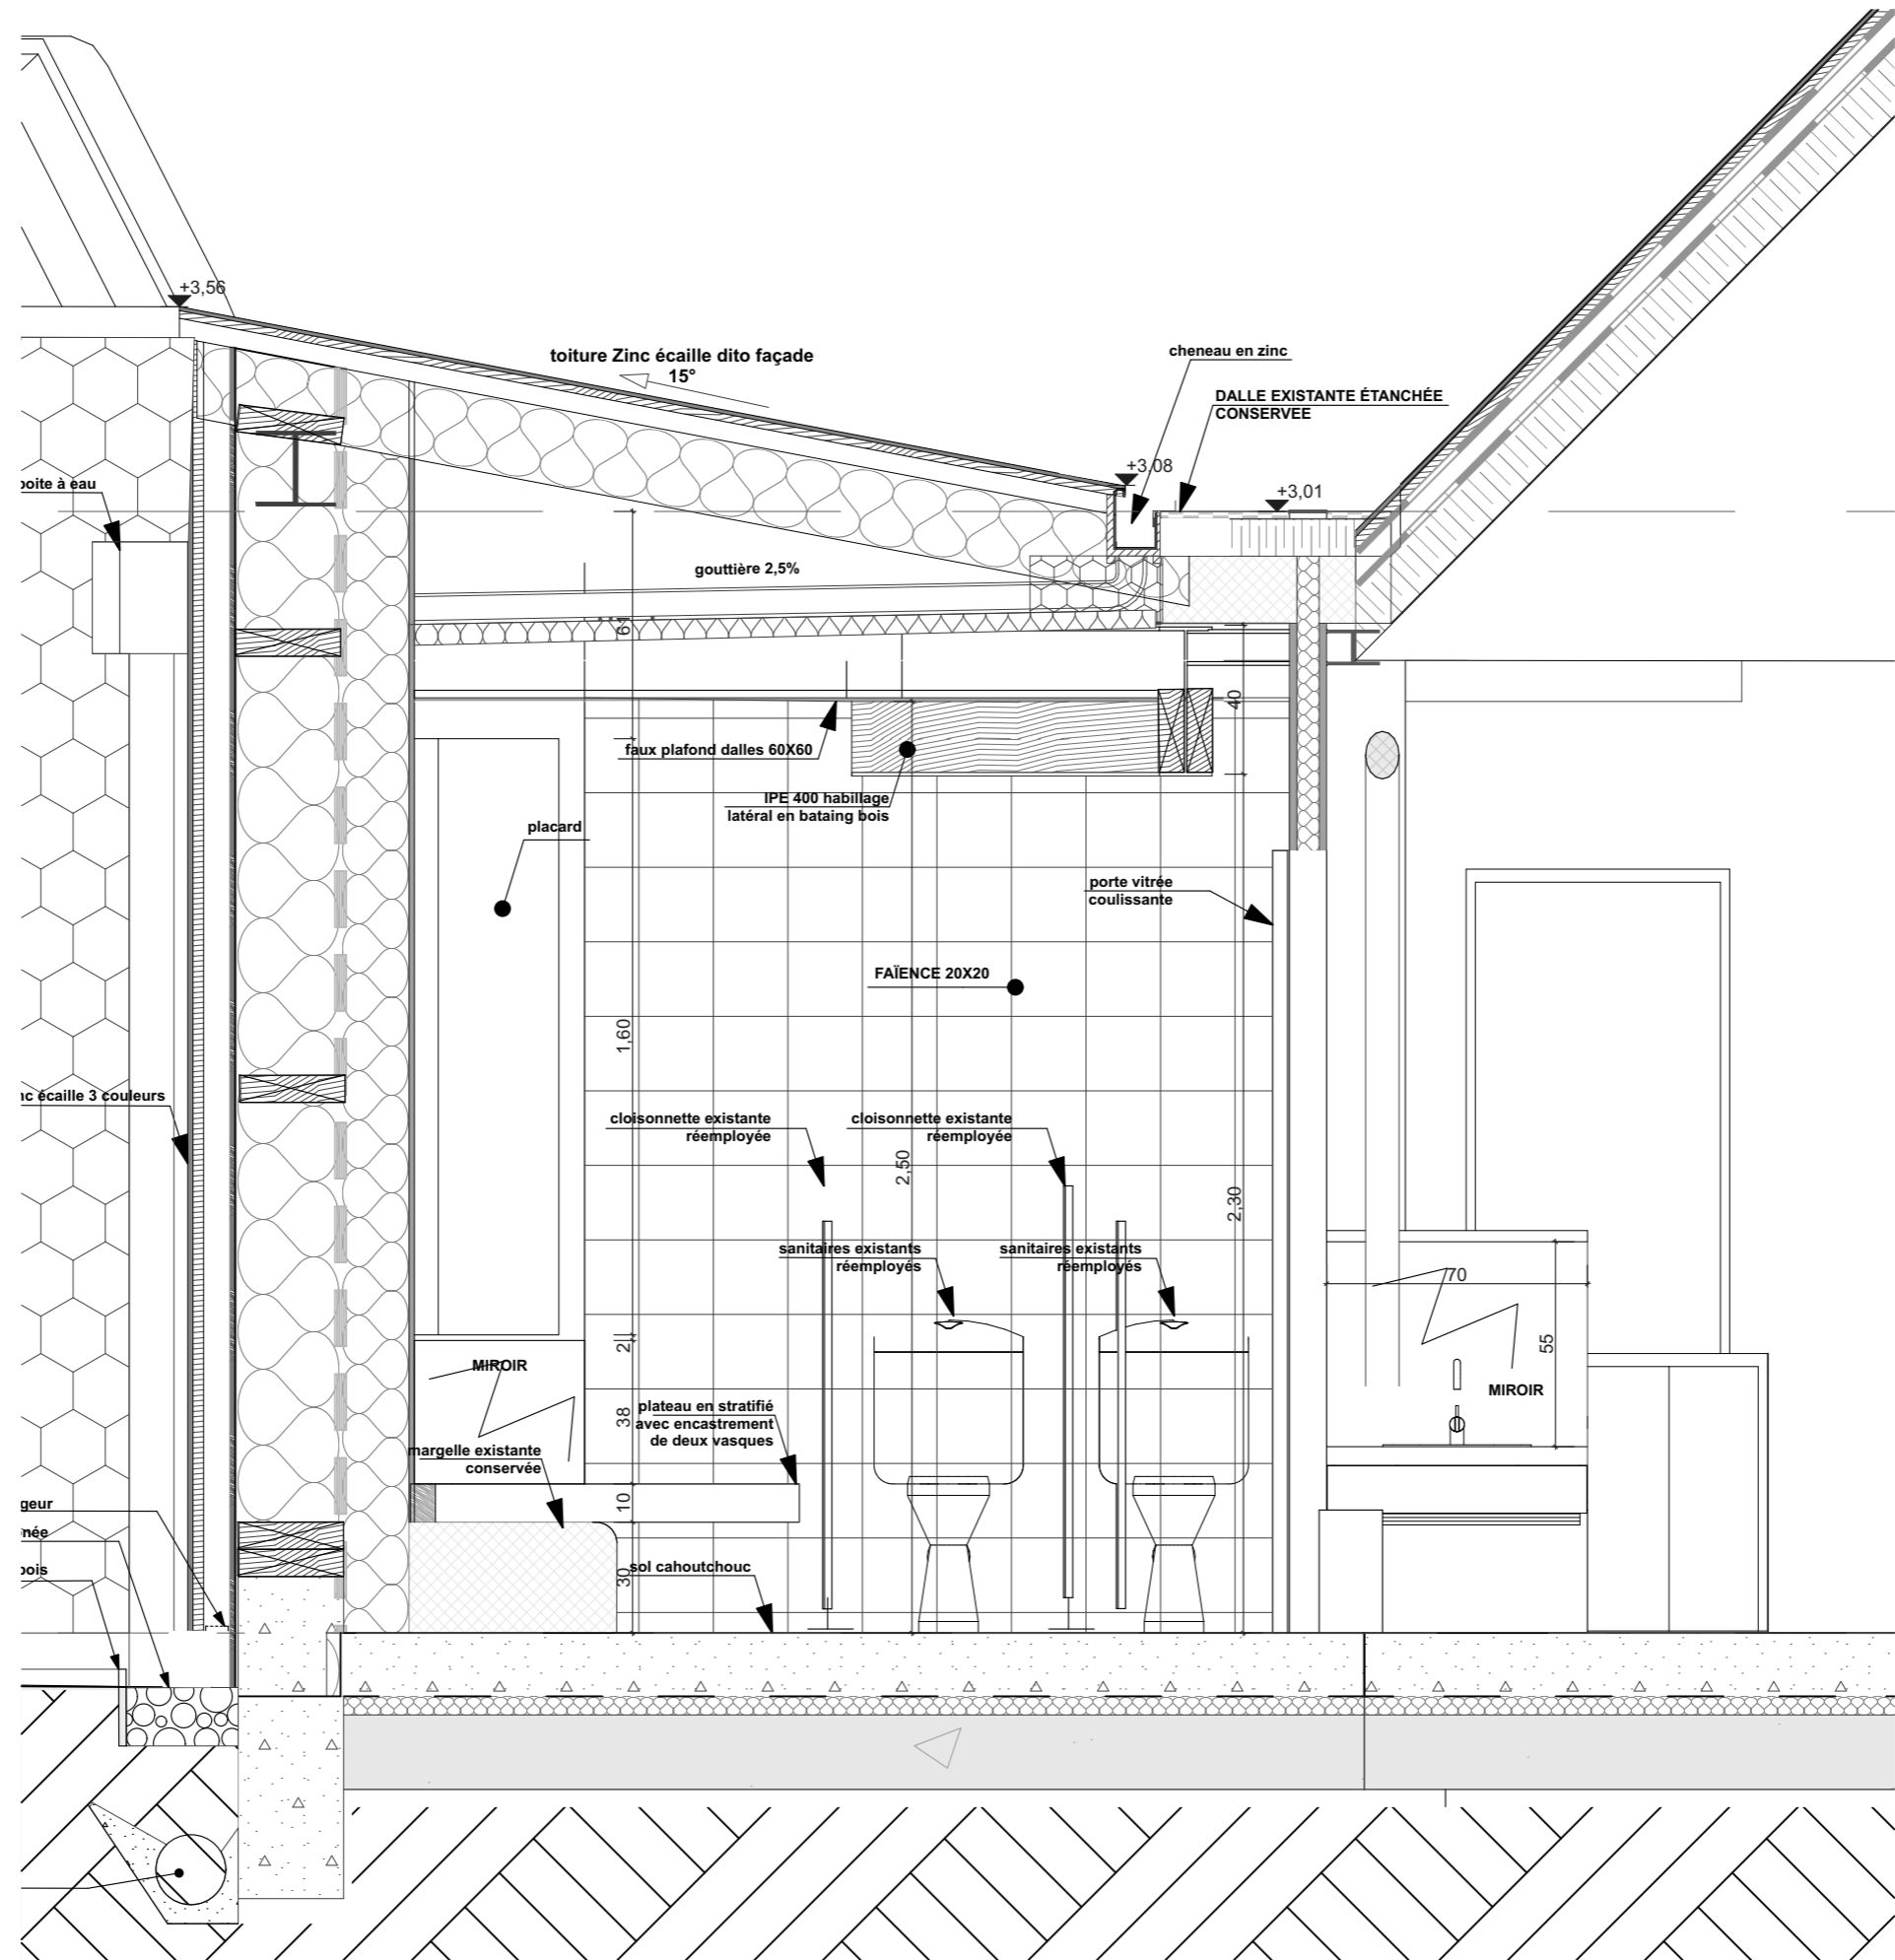 +3,56
toiture Zinc écaille dito façade
15°
cheneau en zinc
DALLE EXISTANTE ÉTANCHÉE
CONSERVEE
+3,08
+3,01
boite à eau
gouttière 2,5%
61
40
faux plafond dalles 60X60
IPE 400 habillage
latéral en bataing bois
placard
porte vitrée
coulissante
FAÏENCE 20X20
1,60
nc écaille 3 couleurs
cloisonnette existante
réemployée
cloisonnette existante
réemployée
2,50
2,30
sanitaires existants
réemployés
sanitaires existants
réemployés
70
55
2
MIROIR
MIROIR
38
plateau en stratifié
avec encastrement
de deux vasques
margelle existante
conservée
10
geur
née
bois
30
sol cahoutchouc